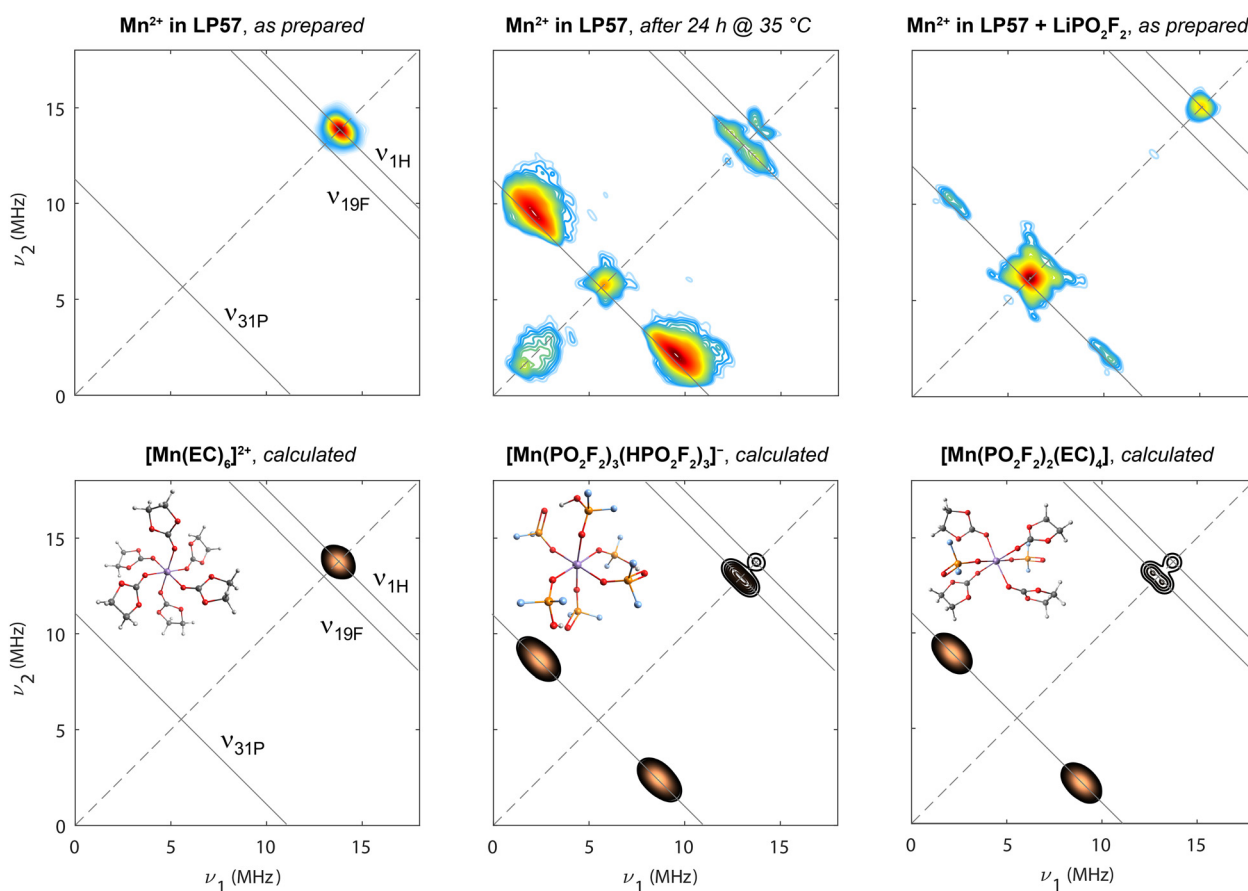 Mn²⁺ in LP57, as prepared
Mn²⁺ in LP57, after 24 h @ 35 °C
Mn²⁺ in LP57 + LiPO₂F₂, as prepared
15
10
5
0
ν₂ (MHz)
ν₁H
ν₁₉F
ν₃₁P
[Mn(EC)₆]²⁺, calculated
[Mn(PO₂F₂)₃(HPO₂F₂)₃]⁻, calculated
[Mn(PO₂F₂)₂(EC)₄], calculated
15
10
5
0
ν₂ (MHz)
ν₁H
ν₁₉F
ν₃₁P
0 5 10 15
0 5 10 15
0 5 10 15
ν₁ (MHz)
ν₁ (MHz)
ν₁ (MHz)